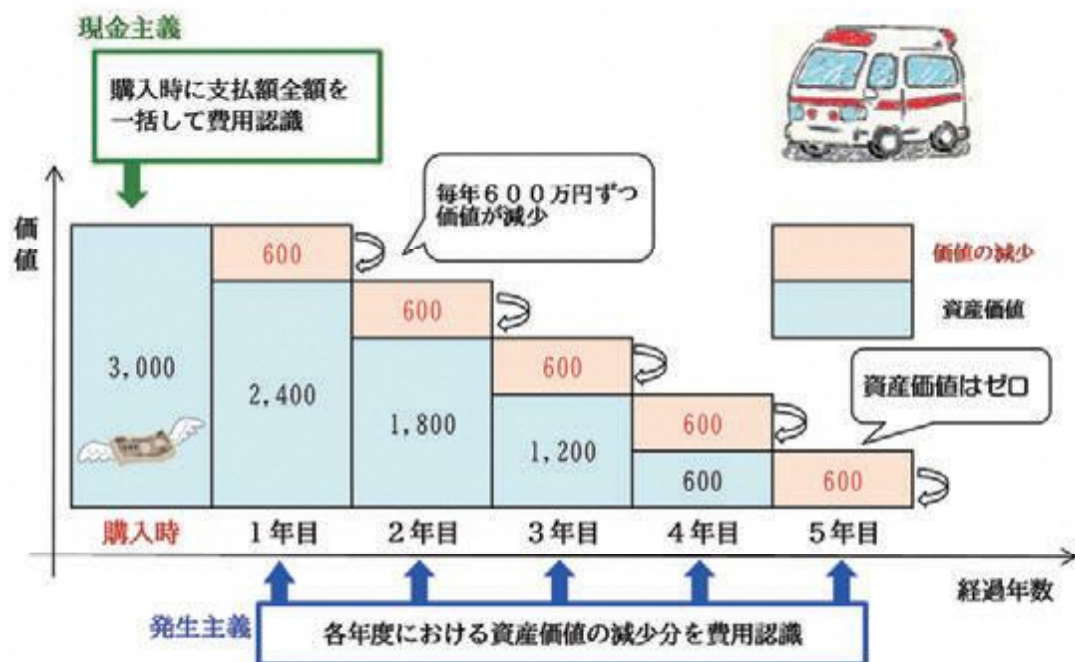 現金主義
購入時に支払額全額を
一括して費用認識
毎年６００万円ずつ
価値が減少
価値
600
価値の減少
600
資産価値
3,000
2,400
600
資産価値はゼロ
1,800
1,200
600
600
600
購入時
１年目
２年目
３年目
４年目
５年目
経過年数
発生主義
各年度における資産価値の減少分を費用認識